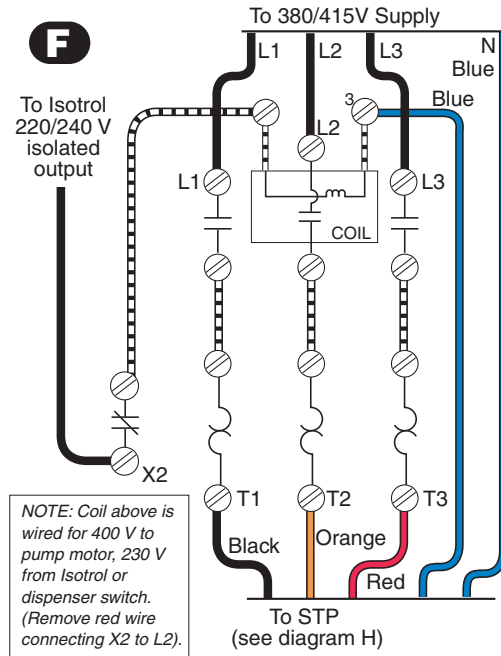 F
To 380/415V Supply
L1
L2
L3
N
Blue
Blue
To Isotrol
220/240 V
isolated
output
3
L2
L1
L3
COIL
X2
T1
T2
T3
Black
Orange
Red
NOTE: Coil above is
wired for 400 V to
pump motor, 230 V
from Isotrol or
dispenser switch.
(Remove red wire
connecting X2 to L2).
To STP
(see diagram H)